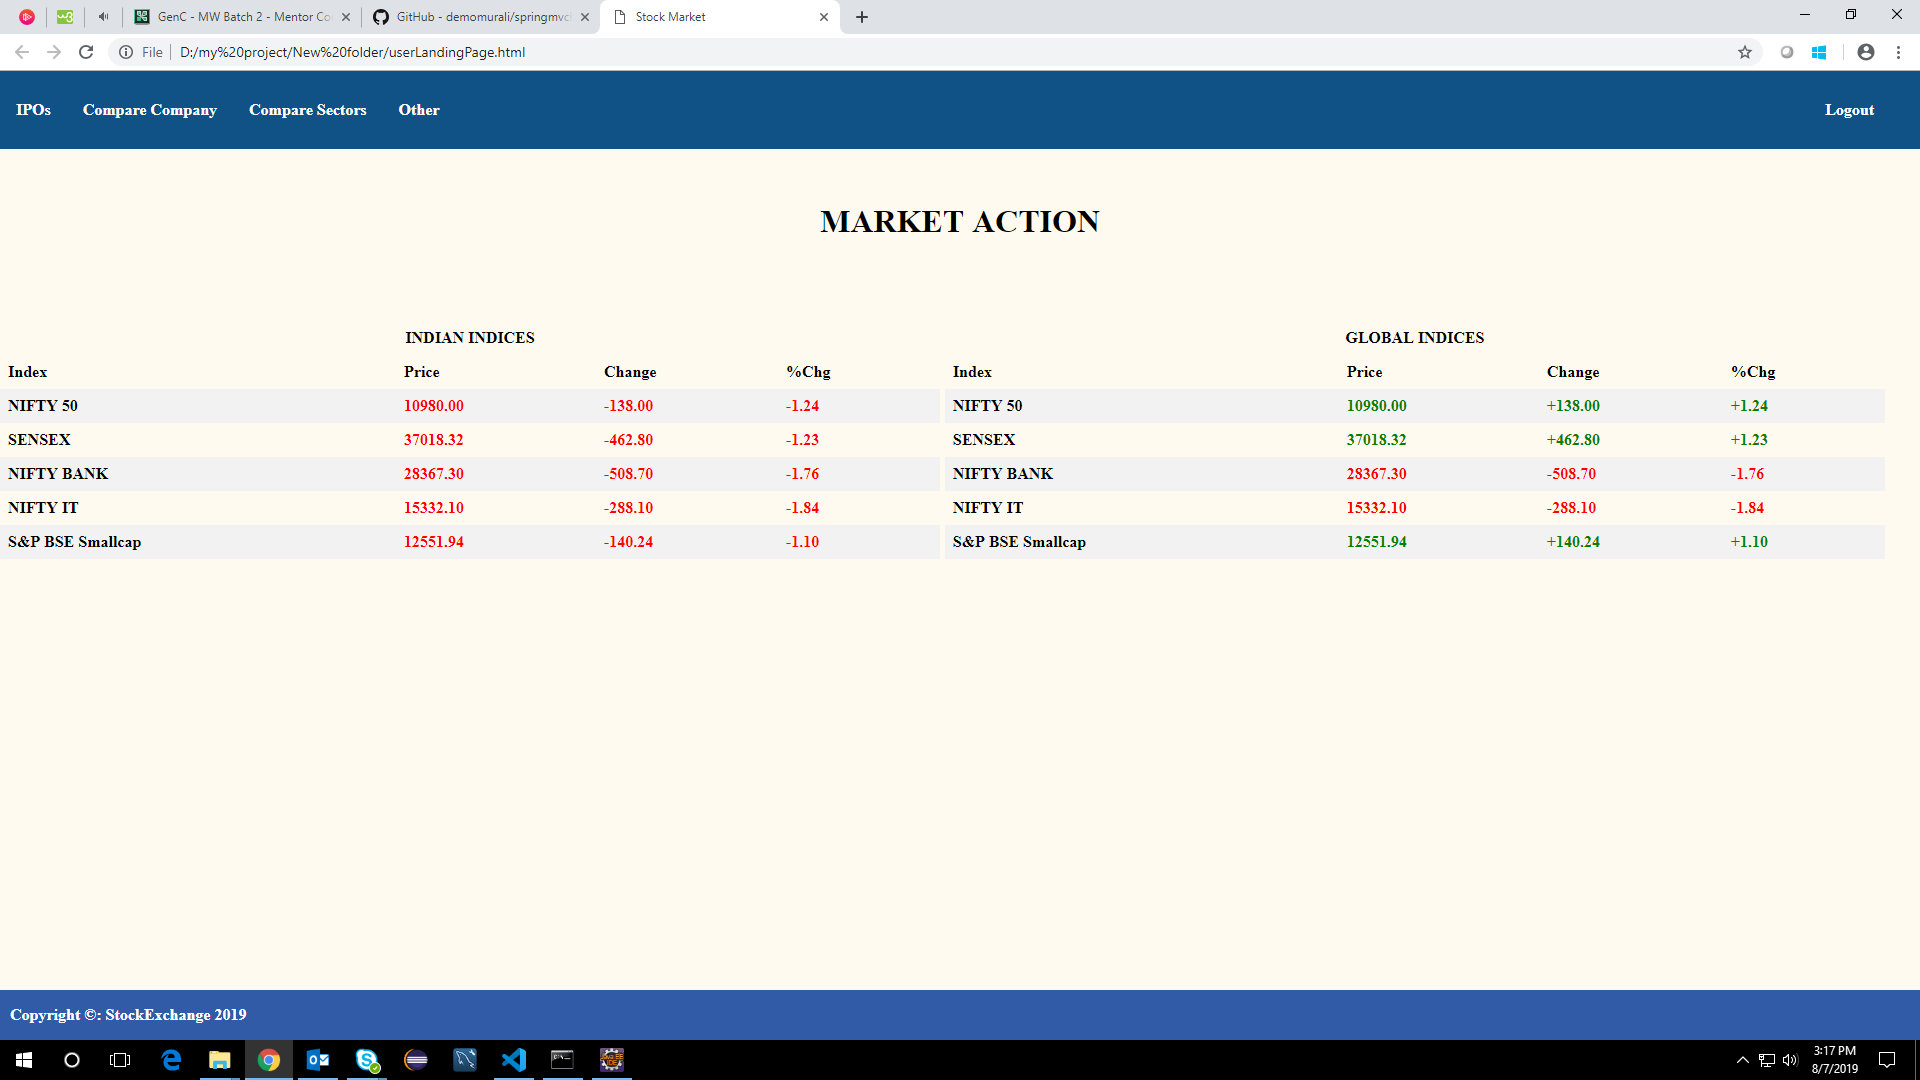 GenC - MW Batch 2 - Mentor Co
GitHub - demomurali/springmvc
Stock Market
File D:/my%20project/New%20folder/userLandingPage.html
IPOs Compare Company Compare Sectors Other Logout
MARKET ACTION
INDIAN INDICES
Index Price Change %Chg
NIFTY 50 10980.00 -138.00 -1.24
SENSEX 37018.32 -462.80 -1.23
NIFTY BANK 28367.30 -508.70 -1.76
NIFTY IT 15332.10 -288.10 -1.84
S&P BSE Smallcap 12551.94 -140.24 -1.10
GLOBAL INDICES
Index Price Change %Chg
NIFTY 50 10980.00 +138.00 +1.24
SENSEX 37018.32 +462.80 +1.23
NIFTY BANK 28367.30 -508.70 -1.76
NIFTY IT 15332.10 -288.10 -1.84
S&P BSE Smallcap 12551.94 +140.24 +1.10
Copyright ©: StockExchange 2019
3:17 PM
8/7/2019